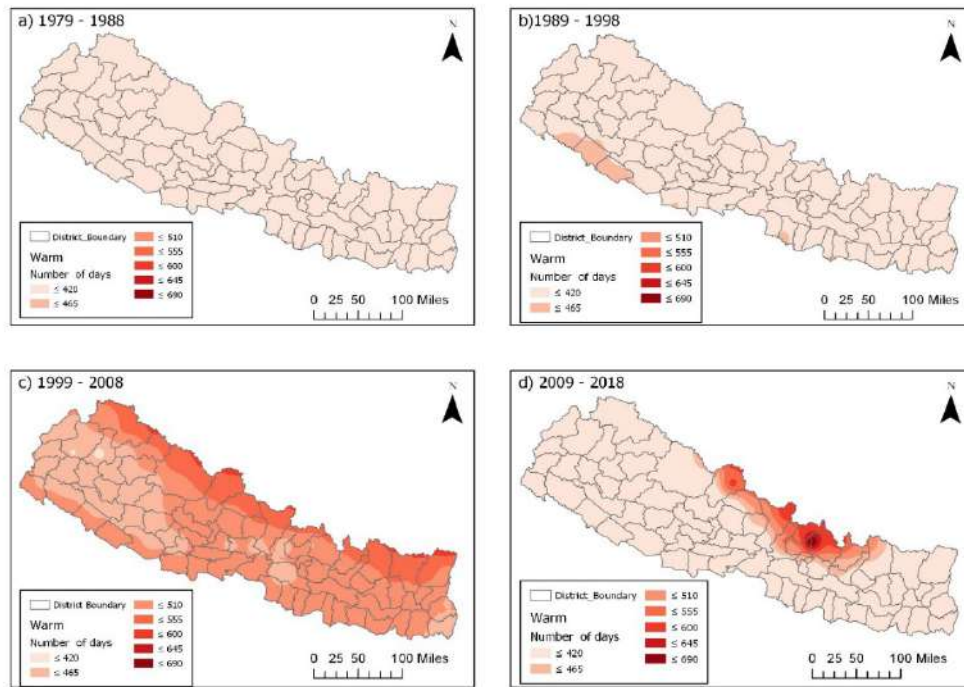 a) 1979 - 1988
N
District_Boundary
Warm
Number of days
≤ 420
≤ 465
≤ 510
≤ 555
≤ 600
≤ 645
≤ 690
0 25 50 100 Miles
b)1989 - 1998
N
District_Boundary
Warm
Number of days
≤ 420
≤ 465
≤ 510
≤ 555
≤ 600
≤ 645
≤ 690
0 25 50 100 Miles
c) 1999 - 2008
N
District Boundary
Warm
Number of days
≤ 420
≤ 465
≤ 510
≤ 555
≤ 600
≤ 645
≤ 690
0 25 50 100 Miles
d) 2009 - 2018
N
District_Boundary
Warm
Number of days
≤ 420
≤ 465
≤ 510
≤ 555
≤ 600
≤ 645
≤ 690
0 25 50 100 Miles